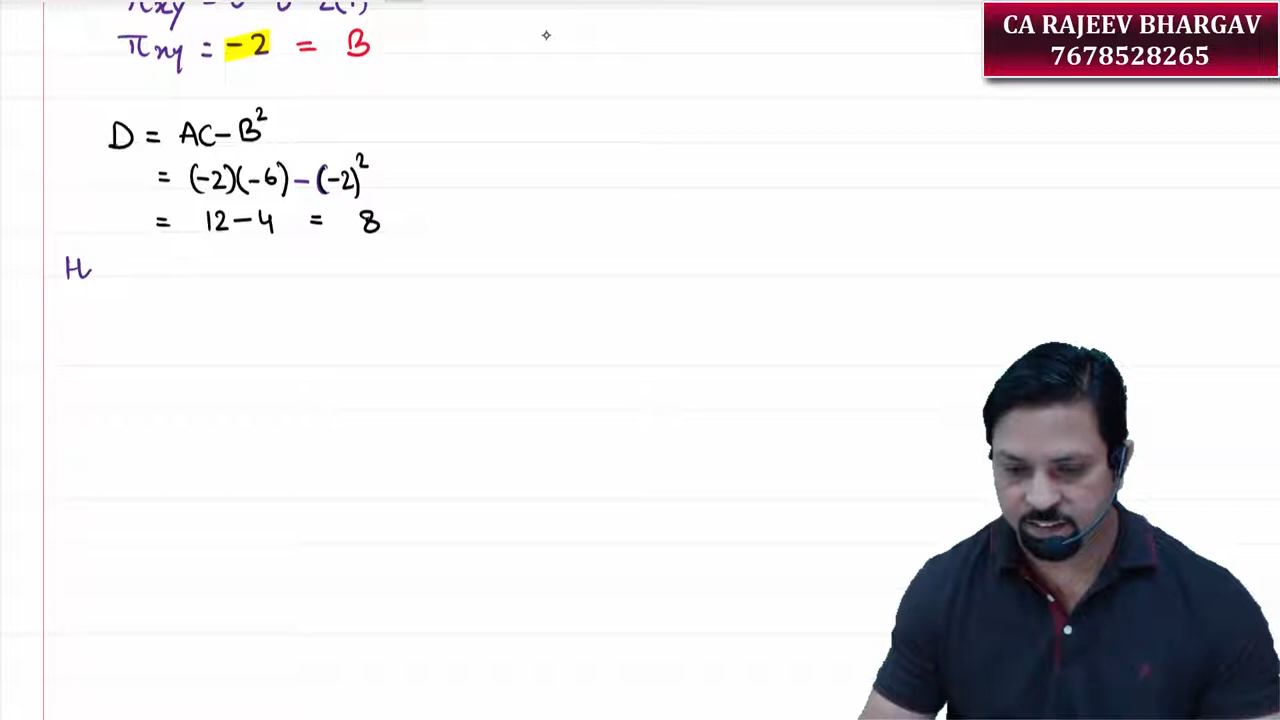 πxy = -2 = B
CA RAJEEV BHARGAV
7678528265
D = AC - B²
= (-2)(-6) - (-2)²
= 12 - 4 = 8
H